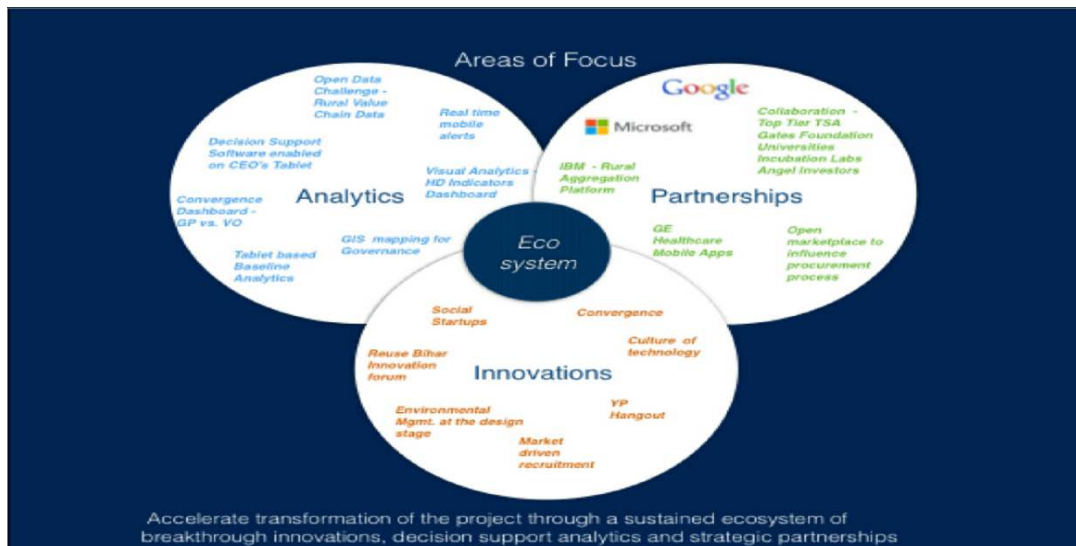 Areas of Focus
Open Data
Challenge -
Rural Value
Chain Data
Real time
mobile
alerts
Decision Support
Software enabled
on CEO's Tablet
Visual Analytics -
HD Indicators
Dashboard
Analytics
Convergence
Dashboard -
GP vs. VO
GIS mapping for
Governance
Tablet based
Baseline
Analytics
Google
Microsoft
Collaboration -
Top Tier TSA
Gates Foundation
Universities
Incubation Labs
Angel Investors
IBM - Rural
Aggregation
Platform
Partnerships
GE
Healthcare
Mobile Apps
Open
marketplace to
influence
procurement
process
Eco
system
Social
Startups
Convergence
Culture of
technology
Reuse Bihar
Innovation
forum
Innovations
Environmental
Mgmt. at the design
stage
YP
Hangout
Market
driven
recruitment
Accelerate transformation of the project through a sustained ecosystem of
breakthrough innovations, decision support analytics and strategic partnerships